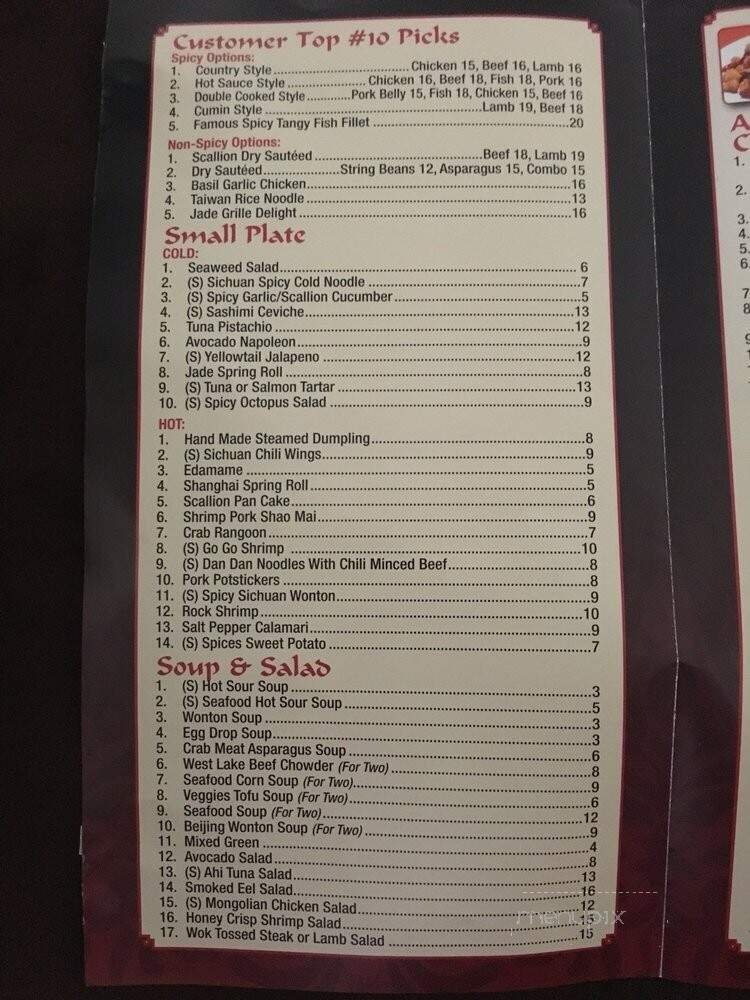 Customer Top #10 Picks
Spicy Options:
1. Country Style Chicken 15, Beef 16, Lamb 16
2. Hot Sauce Style Chicken 16, Beef 18, Fish 18, Pork 16
3. Double Cooked Style Pork Belly 15, Fish 18, Chicken 15, Beef 16
4. Cumin Style Lamb 19, Beef 18
5. Famous Spicy Tangy Fish Fillet 20
Non-Spicy Options:
1. Scallion Dry Sautéed Beef 18, Lamb 19
2. Dry Sautéed String Beans 12, Asparagus 15, Combo 15
3. Basil Garlic Chicken 16
4. Taiwan Rice Noodle 13
5. Jade Grille Delight 16
Small Plate
COLD:
1. Seaweed Salad 6
2. (S) Sichuan Spicy Cold Noodle 7
3. (S) Spicy Garlic/Scallion Cucumber 5
4. (S) Sashimi Ceviche 13
5. Tuna Pistachio 12
6. Avocado Napoleon 9
7. (S) Yellowtail Jalapeno 12
8. Jade Spring Roll 8
9. (S) Tuna or Salmon Tartar 13
10. (S) Spicy Octopus Salad 9
HOT:
1. Hand Made Steamed Dumpling 8
2. (S) Sichuan Chili Wings 9
3. Edamame 5
4. Shanghai Spring Roll 5
5. Scallion Pan Cake 6
6. Shrimp Pork Shao Mai 9
7. Crab Rangoon 7
8. (S) Go Go Shrimp 10
9. (S) Dan Dan Noodles With Chili Minced Beef 8
10. Pork Potstickers 8
11. (S) Spicy Sichuan Wonton 9
12. Rock Shrimp 10
13. Salt Pepper Calamari 9
14. (S) Spices Sweet Potato 7
Soup & Salad
1. (S) Hot Sour Soup 3
2. (S) Seafood Hot Sour Soup 5
3. Wonton Soup 3
4. Egg Drop Soup 3
5. Crab Meat Asparagus Soup 6
6. West Lake Beef Chowder (For Two) 8
7. Seafood Corn Soup (For Two) 9
8. Veggies Tofu Soup (For Two) 6
9. Seafood Soup (For Two) 12
10. Beijing Wonton Soup (For Two) 9
11. Mixed Green 4
12. Avocado Salad 8
13. (S) Ahi Tuna Salad 13
14. Smoked Eel Salad 16
15. (S) Mongolian Chicken Salad 12
16. Honey Crisp Shrimp Salad
17. Wok Tossed Steak or Lamb Salad 15
menupix
A
C
1.
2.
3.
4.
5.
6.
7
8